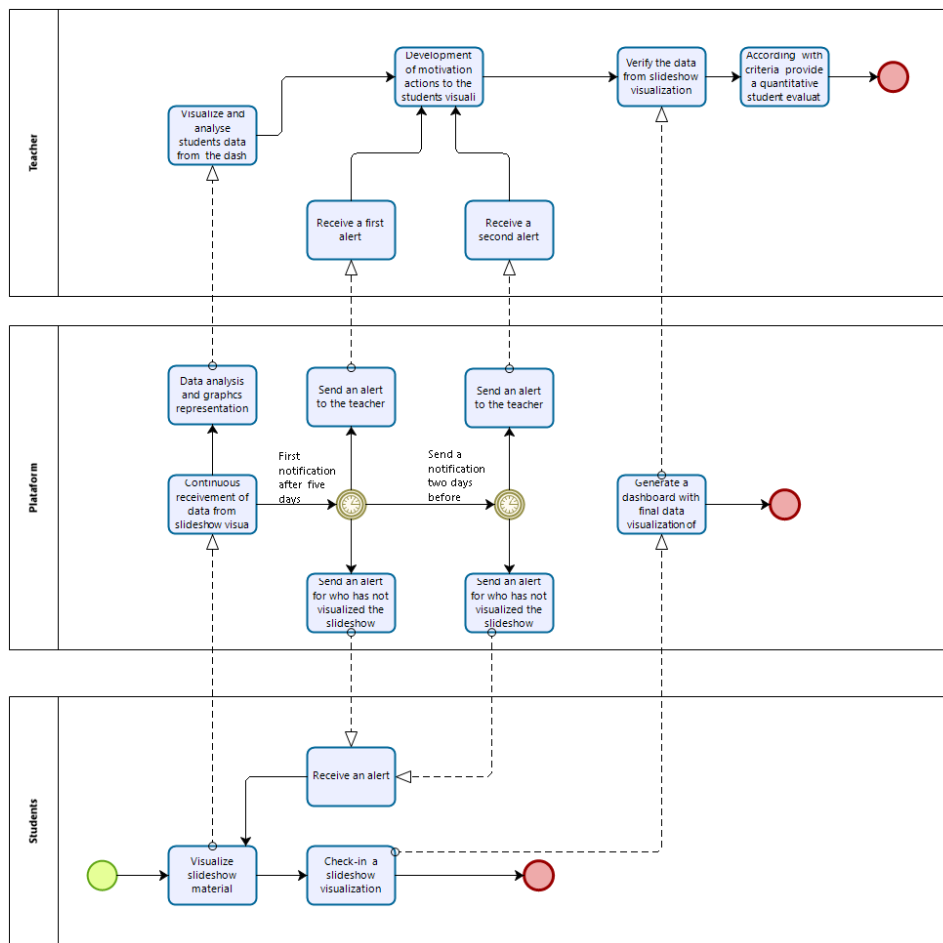 Teacher
Visualize and
analyse
students data
from the dash
Development
of motivation
actions to the
students visuali
Verify the data
from slideshow
visualization
According with
criteria provide
a quantitative
student evaluat
Receive a first
alert
Receive a
second alert
Plataform
Data analysis
and graphcs
representation
Send an alert
to the teacher
Send an alert
to the teacher
Continuous
receivement of
data from
slideshow visua
First
notification
after five
days
Send a
notification
two days
before
Generate a
dashboard with
final data
visualization of
Send an alert
for who has not
visualized the
slideshow
Send an alert
for who has not
visualized the
slideshow
Students
Receive an alert
Visualize
slideshow
material
Check-in a
slideshow
visualization